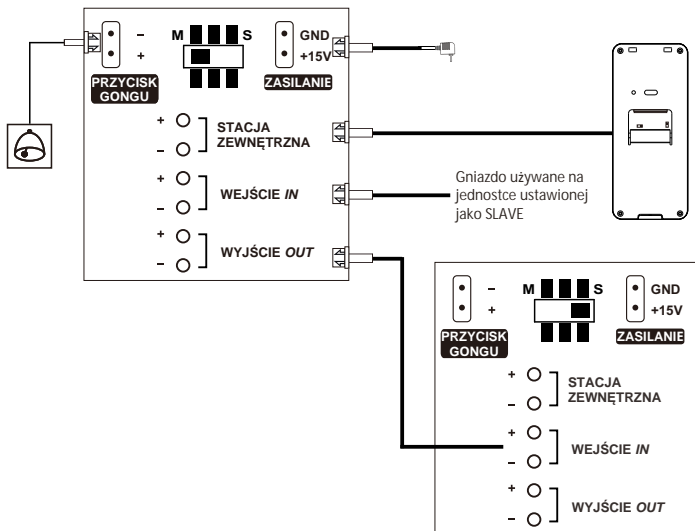 -
+
PRZYCISK
GONGU
M
S
GND
+15V
ZASILANIE
+
-
STACJA
ZEWNĘTRZNA
+
-
WEJŚCIE IN
+
-
WYJŚCIE OUT
Gniazdo używane na
jednostce ustawionej
jako SLAVE
-
+
PRZYCISK
GONGU
M
S
GND
+15V
ZASILANIE
+
-
STACJA
ZEWNĘTRZNA
+
-
WEJŚCIE IN
+
-
WYJŚCIE OUT